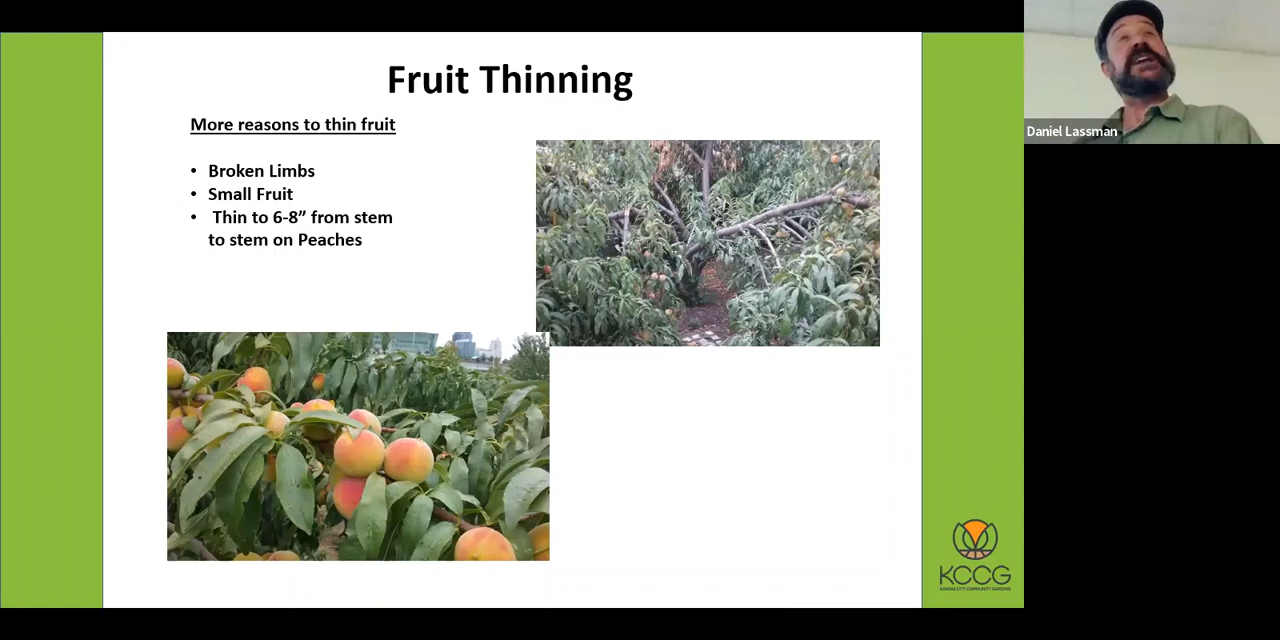 Fruit Thinning
More reasons to thin fruit
• Broken Limbs
• Small Fruit
• Thin to 6-8” from stem
to stem on Peaches
Daniel Lassman
KCCG
KANSAS CITY COMMUNITY GARDENS